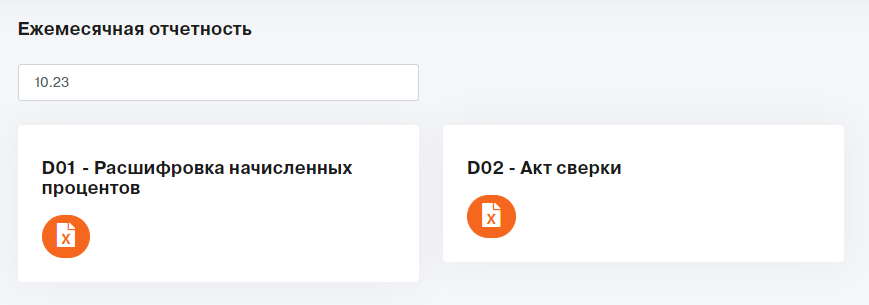 Ежемесячная отчетность
10.23
D01 - Расшифровка начисленных
процентов
D02 - Акт сверки
X
X